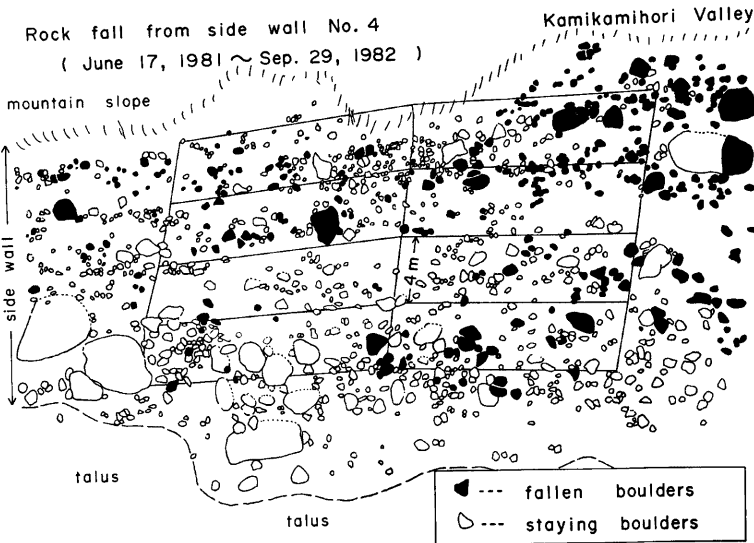 Rock fall from side wall No. 4
( June 17, 1981 ~ Sep. 29, 1982 )
Kamikamihori Valley
mountain slope
side wall
4m
talus
talus
--- fallen boulders
--- staying boulders